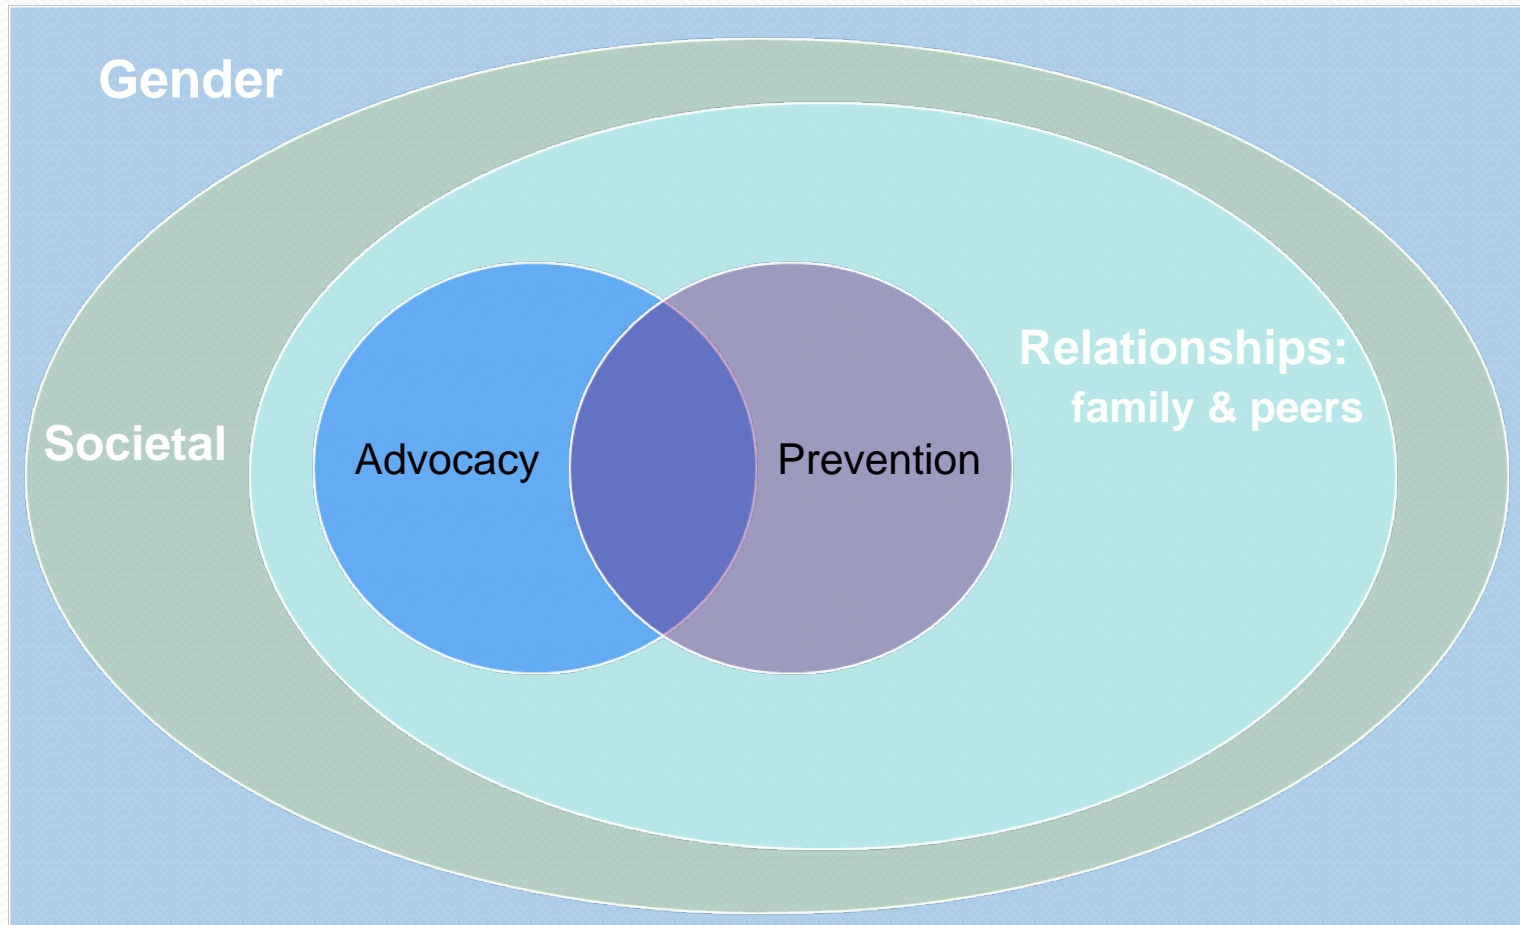 Gender
Relationships:
family & peers
Societal
Advocacy
Prevention